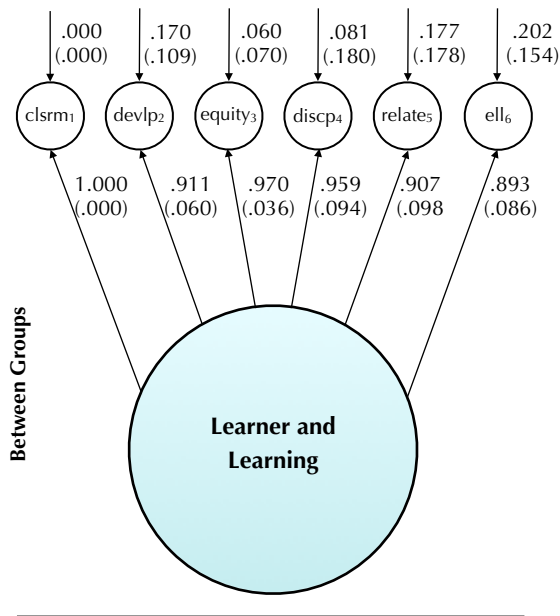 .000 .170 .060 .081 .177 .202
(.000) (.109) (.070) (.180) (.178) (.154)
clsrm₁ devlp₂ equity₃ discp₄ relate₅ ell₆
1.000 .911 .970 .959 .907 .893
(.000) (.060) (.036) (.094) (.098 (.086)
Between Groups
Learner and
Learning